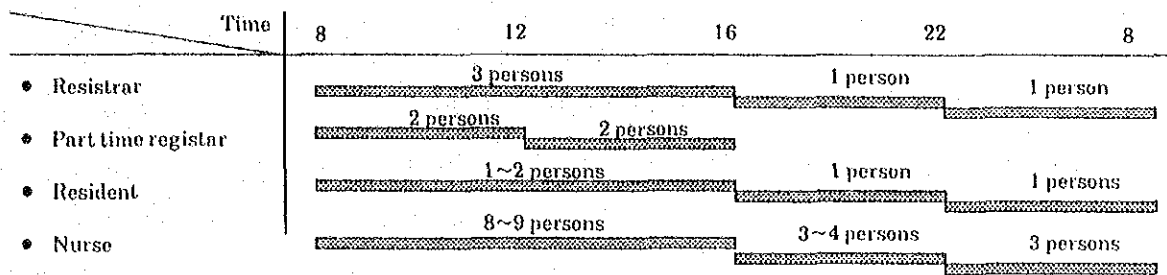 Time 8 12 16 22 8
3 persons 1 person 1 person
• Resistrar
2 persons 2 persons
• Part time registar
1~2 persons 1 person 1 persons
• Resident
8~9 persons 3~4 persons 3 persons
• Nurse